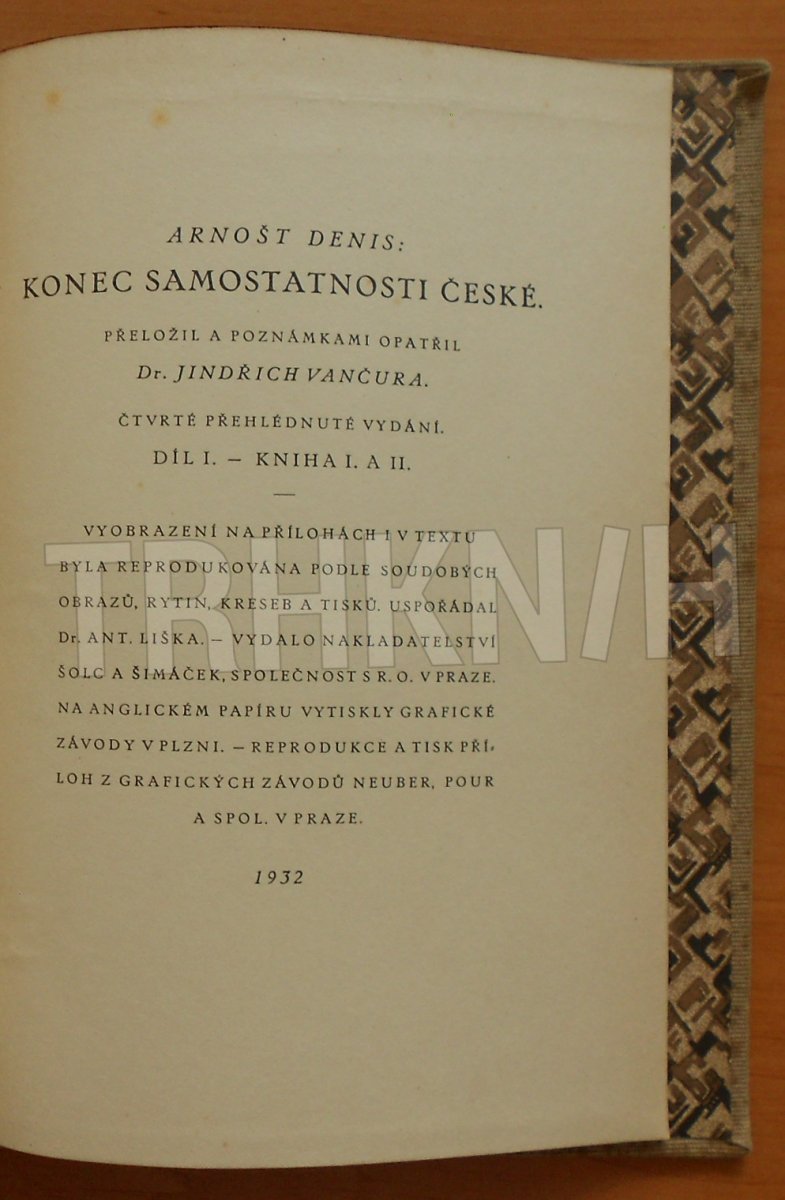 ARNOŠT DENIS:
KONEC SAMOSTATNOSTI ČESKÉ.
PŘELOŽIL A POZNÁMKAMI OPATŘIL
Dr. JINDŘICH VANČURA.
ČTVRTÉ PŘEHLÉDNUTÉ VYDÁNÍ.
DÍL I. – KNIHA I. A II.
VYOBRAZENÍ NA PŘÍLOHÁCH I V TEXTU
BYLA REPRODUKOVÁNA PODLE SOUDOBÝCH
OBRAZŮ, RYTIN, KRESEB A TISKŮ. USPOŘÁDAL
Dr. ANT. LIŠKA. – VYDALO NAKLADATELSTVÍ
ŠOLC A ŠIMÁČEK, SPOLEČNOST S R. O. V PRAZE.
NA ANGLICKÉM PAPÍRU VYTISKLY GRAFICKÉ
ZÁVODY V PLZNI. – REPRODUKCE A TISK PŘÍ-
LOH Z GRAFICKÝCH ZÁVODŮ NEUBER, POUR
A SPOL. V PRAZE.
1932
TRHKN/H